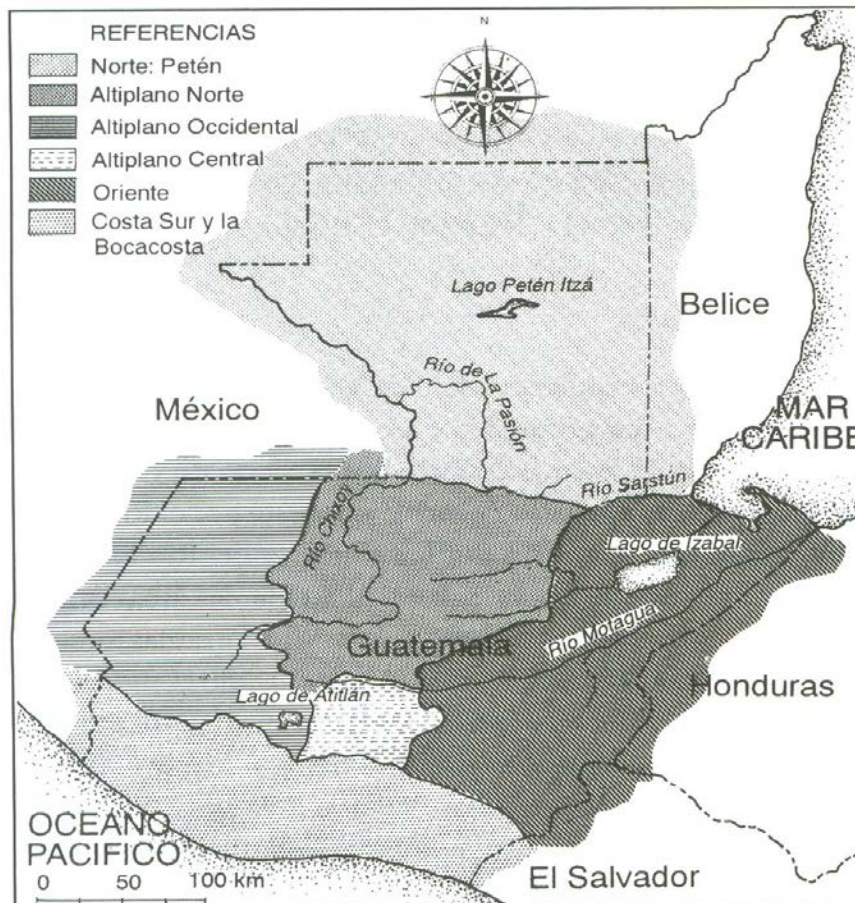 REFERENCIAS
Norte: Petén
Altiplano Norte
Altiplano Occidental
Altiplano Central
Oriente
Costa Sur y la
Bocacosta
N
Lago Petén Itzá
Belice
Río de La Pasión
México
MAR
CARIBE
Río Sarstún
Río Chixoy
Lago de Izabal
Guatemala
Río Motagua
Lago de Atitlán
Honduras
OCEANO
PACIFICO
El Salvador
0 50 100 km